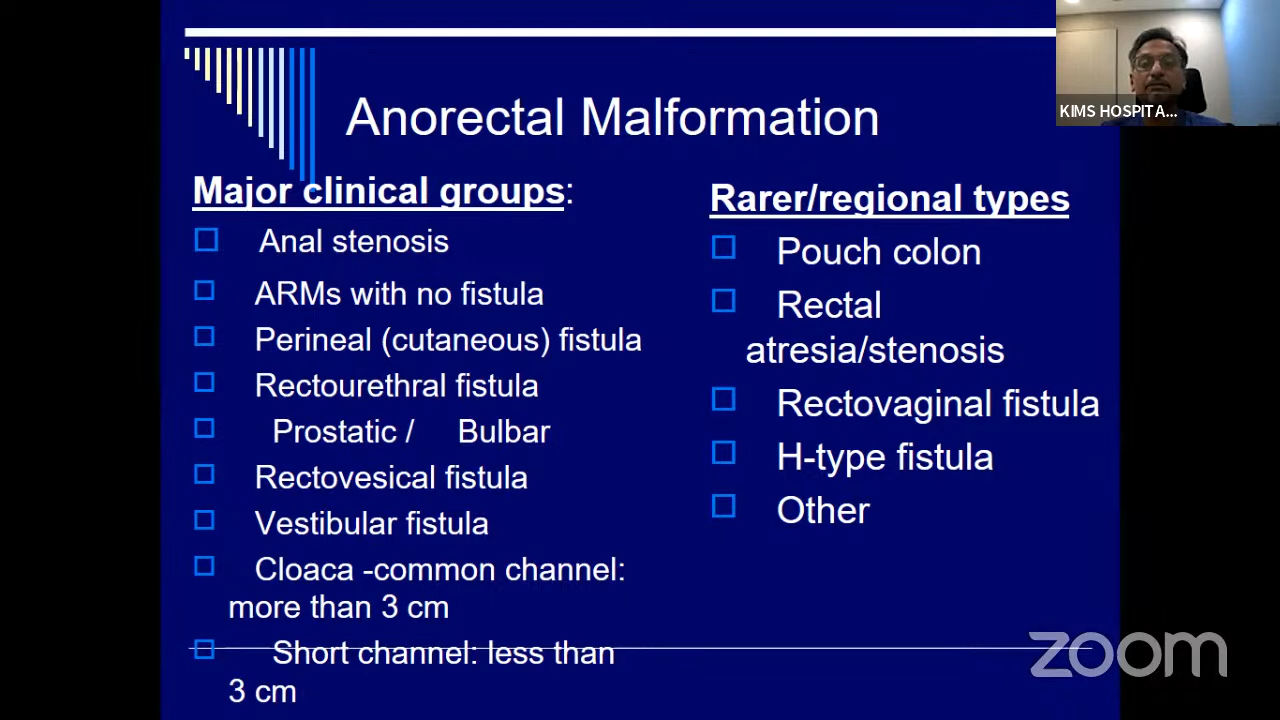 Anorectal Malformation
KIMS HOSPITA...
Major clinical groups:
Anal stenosis
ARMs with no fistula
Perineal (cutaneous) fistula
Rectourethral fistula
Prostatic / Bulbar
Rectovesical fistula
Vestibular fistula
Cloaca -common channel:
more than 3 cm
Short channel: less than
3 cm
Rarer/regional types
Pouch colon
Rectal
atresia/stenosis
Rectovaginal fistula
H-type fistula
Other
zoom